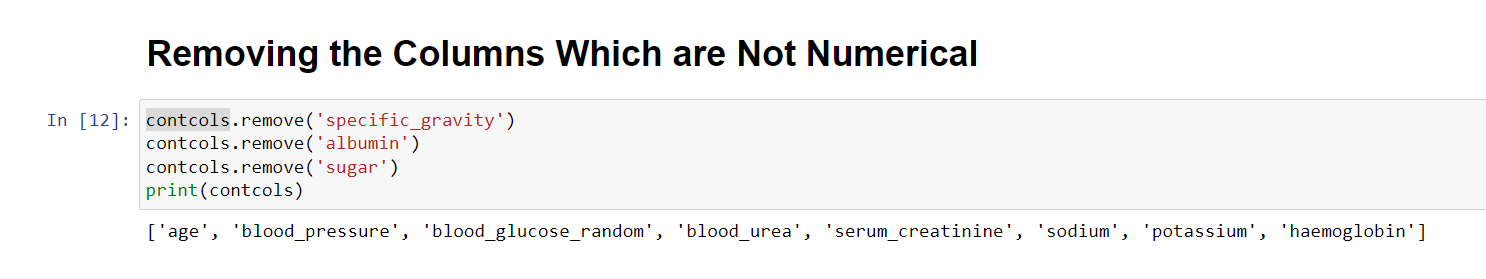 Removing the Columns Which are Not Numerical
In [12]: contcols.remove('specific_gravity')
contcols.remove('albumin')
contcols.remove('sugar')
print(contcols)
['age', 'blood_pressure', 'blood_glucose_random', 'blood_urea', 'serum_creatinine', 'sodium', 'potassium', 'haemoglobin']